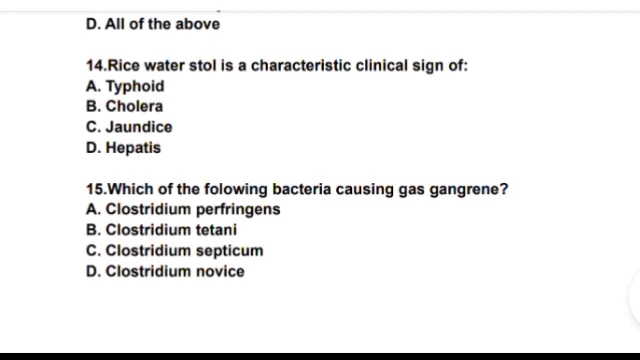 D. All of the above
14.Rice water stol is a characteristic clinical sign of:
A. Typhoid
B. Cholera
C. Jaundice
D. Hepatis
15.Which of the folowing bacteria causing gas gangrene?
A. Clostridium perfringens
B. Clostridium tetani
C. Clostridium septicum
D. Clostridium novice